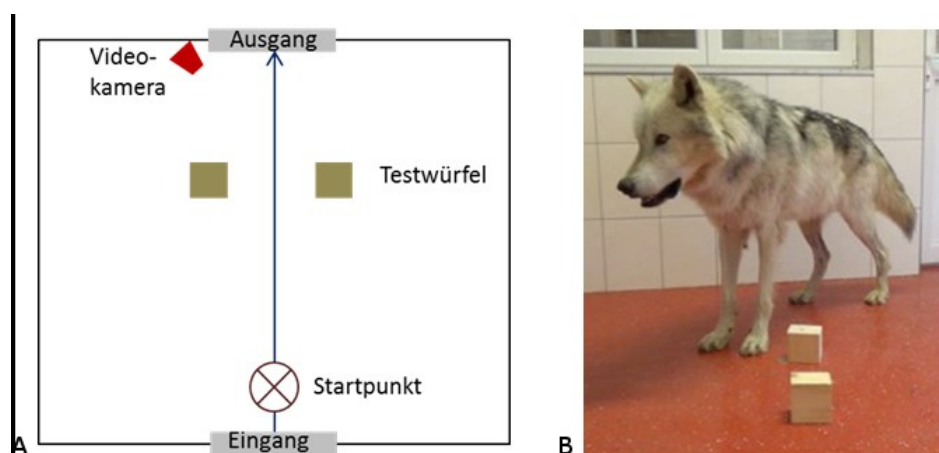 Ausgang
Video-
kamera
Testwürfel
Startpunkt
Eingang
A
B